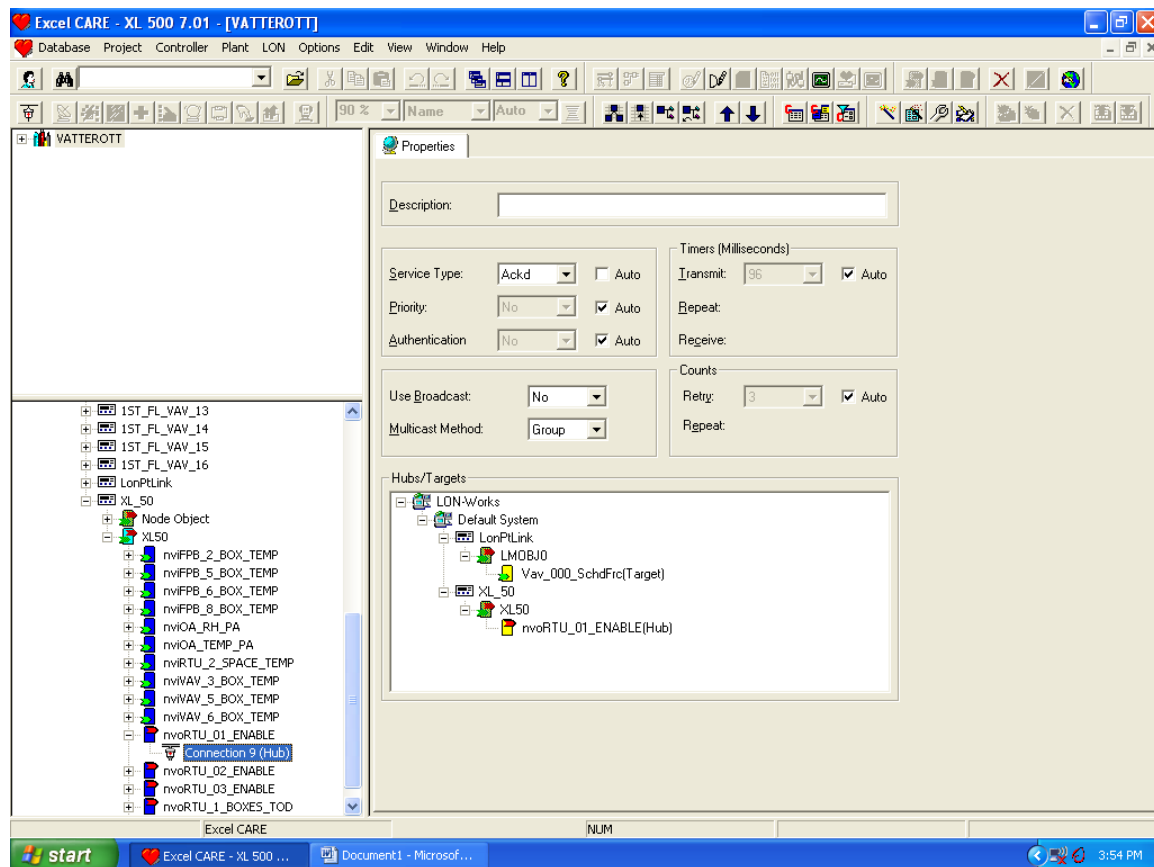 Excel CARE - XL 500 7.01 - [VATTEROTT]
Database Project Controller Plant LON Options Edit View Window Help
90 % Name Auto
VATTEROTT
Properties
Description:
Service Type: Ackd Auto
Priority: No Auto
Authentication No Auto
Timers (Milliseconds)
Transmit: 96 Auto
Repeat:
Receive:
Use Broadcast: No
Multicast Method: Group
Counts
Retry: 3 Auto
Repeat:
Hubs/Targets
LON-Works
Default System
LonPtLink
LMOBJ0
Vav_000_SchdFrc(Target)
XL_50
XL50
nvoRTU_01_ENABLE(Hub)
1ST_FL_VAV_13
1ST_FL_VAV_14
1ST_FL_VAV_15
1ST_FL_VAV_16
LonPtLink
XL_50
Node Object
XL50
nviFPB_2_BOX_TEMP
nviFPB_5_BOX_TEMP
nviFPB_6_BOX_TEMP
nviFPB_8_BOX_TEMP
nviOA_RH_PA
nviOA_TEMP_PA
nviRTU_2_SPACE_TEMP
nviVAV_3_BOX_TEMP
nviVAV_5_BOX_TEMP
nviVAV_6_BOX_TEMP
nvoRTU_01_ENABLE
Connection 9 (Hub)
nvoRTU_02_ENABLE
nvoRTU_03_ENABLE
nvoRTU_1_BOXES_TOD
Excel CARE NUM
start Excel CARE - XL 500 ... Document1 - Microsof... 3:54 PM